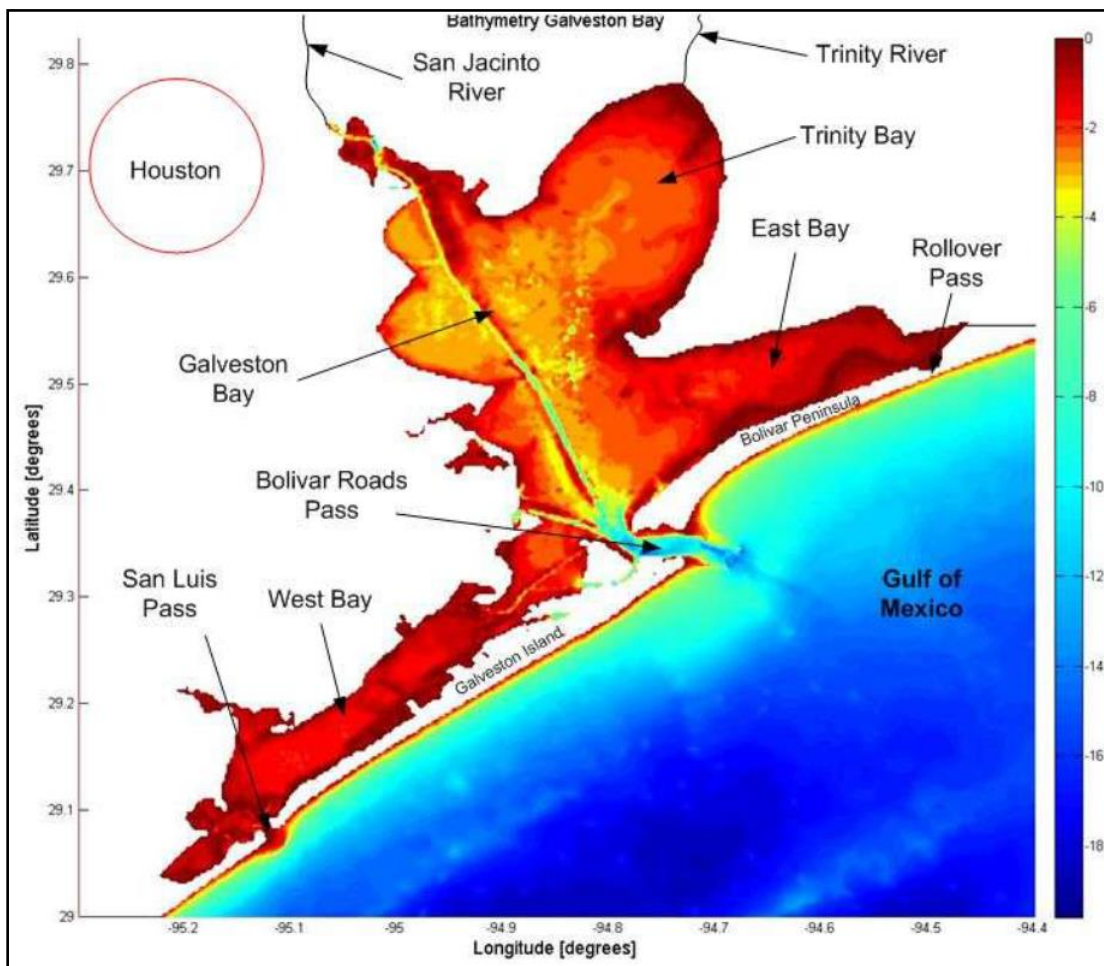 Bathymetry Galveston Bay
San Jacinto
River
Trinity River
Trinity Bay
Houston
East Bay
Rollover
Pass
Galveston
Bay
Bolivar Peninsula
Bolivar Roads
Pass
San Luis
Pass
West Bay
Galveston Island
Gulf of
Mexico
Latitude [degrees]
29.8
29.7
29.6
29.5
29.4
29.3
29.2
29.1
29
-95.2
-95.1
-95
-94.9
-94.8
-94.7
-94.6
-94.5
-94.4
Longitude [degrees]
0
-2
-4
-6
-8
-10
-12
-14
-16
-18